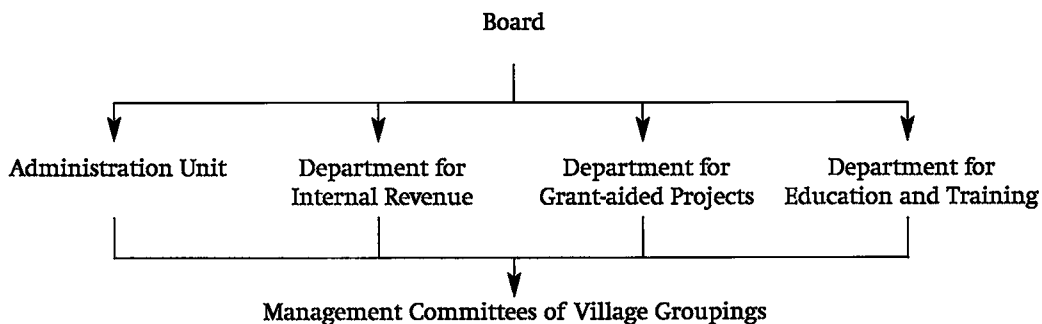 Board
Administration Unit
Department for
Internal Revenue
Department for
Grant-aided Projects
Department for
Education and Training
Management Committees of Village Groupings